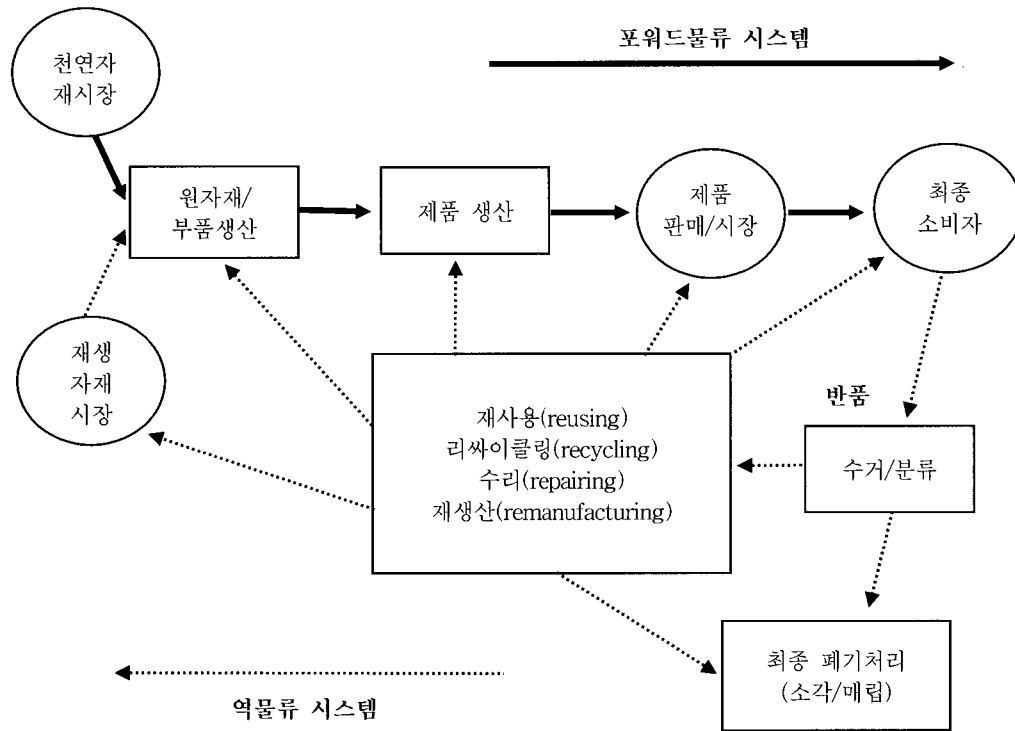 포워드물류 시스템
천연자
재시장
원자재/
부품생산
제품 생산
제품
판매/시장
최종
소비자
재생
자재
시장
재사용(reusing)
리싸이클링(recycling)
수리(repairing)
재생산(remanufacturing)
반품
수거/분류
최종 폐기처리
(소각/매립)
역물류 시스템